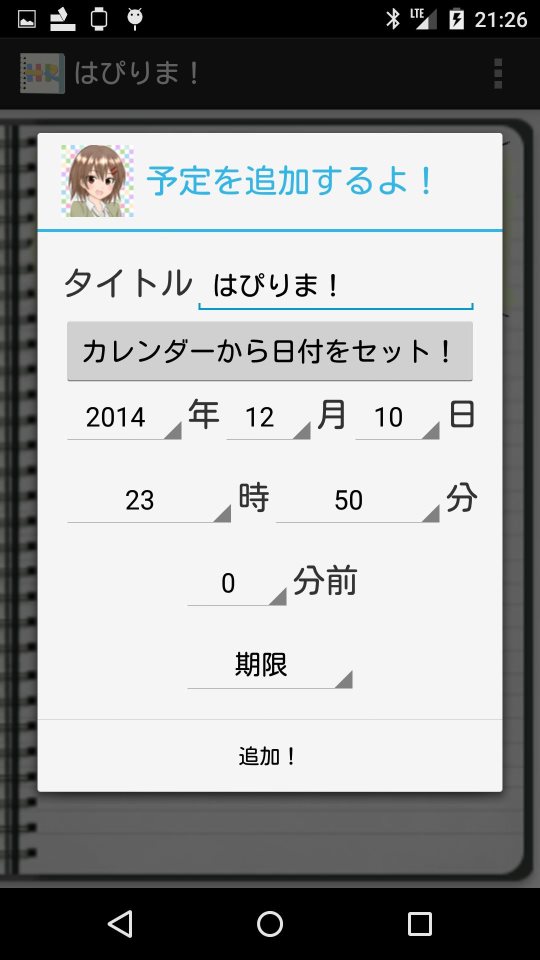 LTE 21:26
HR はぴりま！
予定を追加するよ！
タイトル はぴりま！
カレンダーから日付をセット！
2014 年 12 月 10 日
23 時 50 分
0 分前
期限
追加！